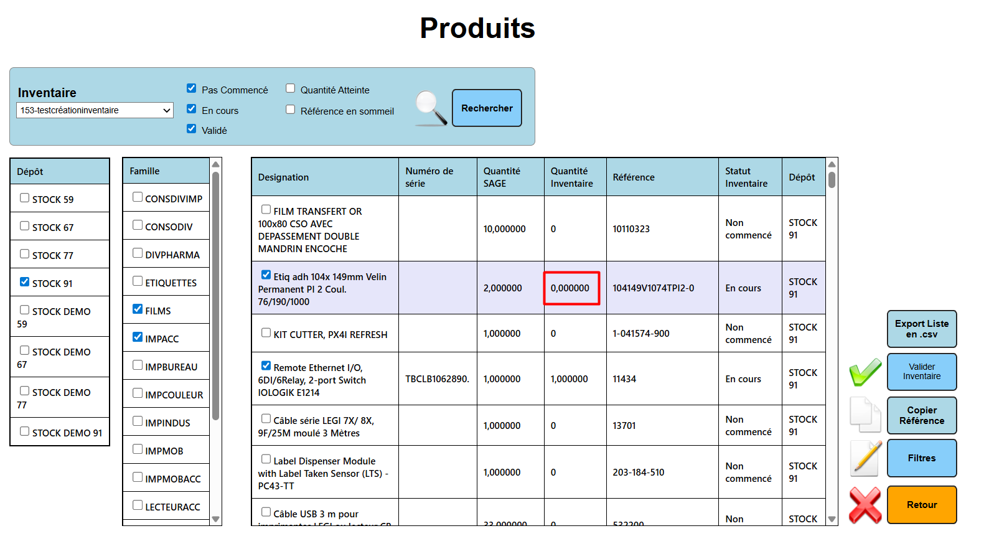 Produits
Inventaire
153-testcréationinventaire
Pas Commencé
En cours
Validé
Quantité Atteinte
Référence en sommeil
Rechercher
Dépôt
STOCK 59
STOCK 67
STOCK 77
STOCK 91
STOCK DEMO
59
STOCK DEMO
67
STOCK DEMO
77
STOCK DEMO 91
Famille
CONSDIVIMP
CONSODIV
DIVPHARMA
ETIQUETTES
FILMS
IMPACC
IMPBUREAU
IMPCOULEUR
IMPINDUS
IMPMOB
IMPMOBACC
LECTEURACC
Designation
Numéro de
série
Quantité
SAGE
Quantité
Inventaire
Référence
Statut
Inventaire
Dépôt
FILM TRANSFERT OR
100x80 CSO AVEC
DEPASSEMENT DOUBLE
MANDRIN ENCOCHE
10,000000
0
10110323
Non
commencé
STOCK
91
Etiq adh 104x 149mm Velin
Permanent PI 2 Coul.
76/190/1000
2,000000
0,000000
104149V1074TPI2-0
En cours
STOCK
91
KIT CUTTER, PX4I REFRESH
1,000000
0
1-041574-900
Non
commencé
STOCK
91
Remote Ethernet I/O,
6DI/6Relay, 2-port Switch
IOLOGIK E1214
TBCLB1062890.
1,000000
1,000000
11434
En cours
STOCK
91
Câble série LEGI 7X/ 8X,
9F/25M moulé 3 Mètres
1,000000
0
13701
Non
commencé
STOCK
91
Label Dispenser Module
with Label Taken Sensor (LTS) -
PC43-TT
1,000000
0
203-184-510
Non
commencé
STOCK
91
Câble USB 3 m pour
imprimantes LEGI ou lecteur CR
33,000000
0
532200
Non
STOCK
Export Liste
en .csv
Valider
Inventaire
Copier
Référence
Filtres
Retour